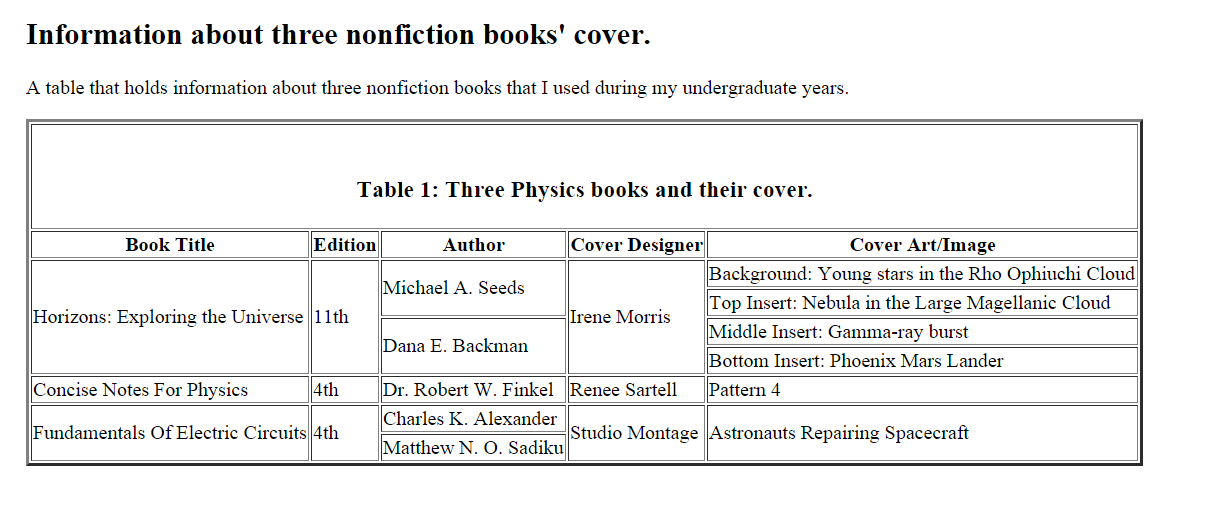 Information about three nonfiction books' cover.
A table that holds information about three nonfiction books that I used during my undergraduate years.
Table 1: Three Physics books and their cover.
Book Title Edition Author Cover Designer Cover Art/Image
Horizons: Exploring the Universe 11th Michael A. Seeds Irene Morris Background: Young stars in the Rho Ophiuchi Cloud
Top Insert: Nebula in the Large Magellanic Cloud
Dana E. Backman Middle Insert: Gamma-ray burst
Bottom Insert: Phoenix Mars Lander
Concise Notes For Physics 4th Dr. Robert W. Finkel Renee Sartell Pattern 4
Fundamentals Of Electric Circuits 4th Charles K. Alexander Studio Montage Astronauts Repairing Spacecraft
Matthew N. O. Sadiku